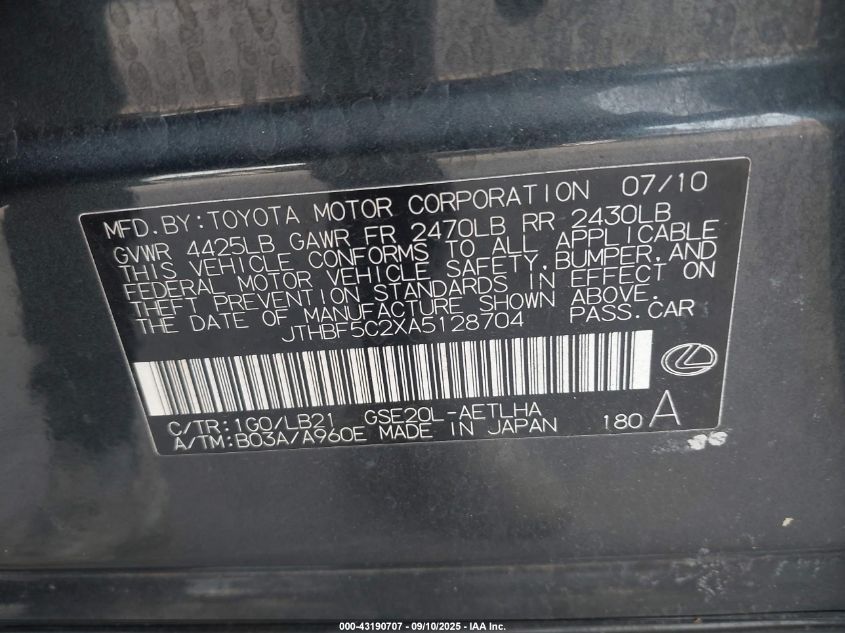 MFD.BY:TOYOTA MOTOR CORPORATION 07/10
GVWR 4425LB GAWR FR 2470LB RR 2430LB
THIS VEHICLE CONFORMS TO ALL APPLICABLE
FEDERAL MOTOR VEHICLE SAFETY,BUMPER,AND
THEFT PREVENTION STANDARDS IN EFFECT ON
THE DATE OF MANUFACTURE SHOWN ABOVE.
JTHBF5C2XA5128704 PASS.CAR
C/TR:1G0/LB21 GSE20L-AETLHA
A/TM:B03A/A960E MADE IN JAPAN 180 A
000-43190707 - 09/10/2025 - IAA Inc.